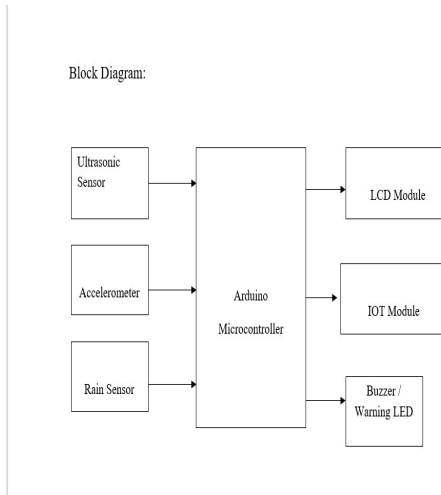 Block Diagram:
Ultrasonic
Sensor
LCD Module
Accelerometer
Arduino
Microcontroller
IOT Module
Rain Sensor
Buzzer /
Warning LED